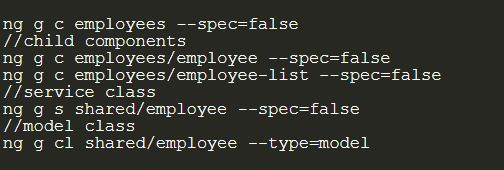 ng g c employees --spec=false
//child components
ng g c employees/employee --spec=false
ng g c employees/employee-list --spec=false
//service class
ng g s shared/employee --spec=false
//model class
ng g cl shared/employee --type=model